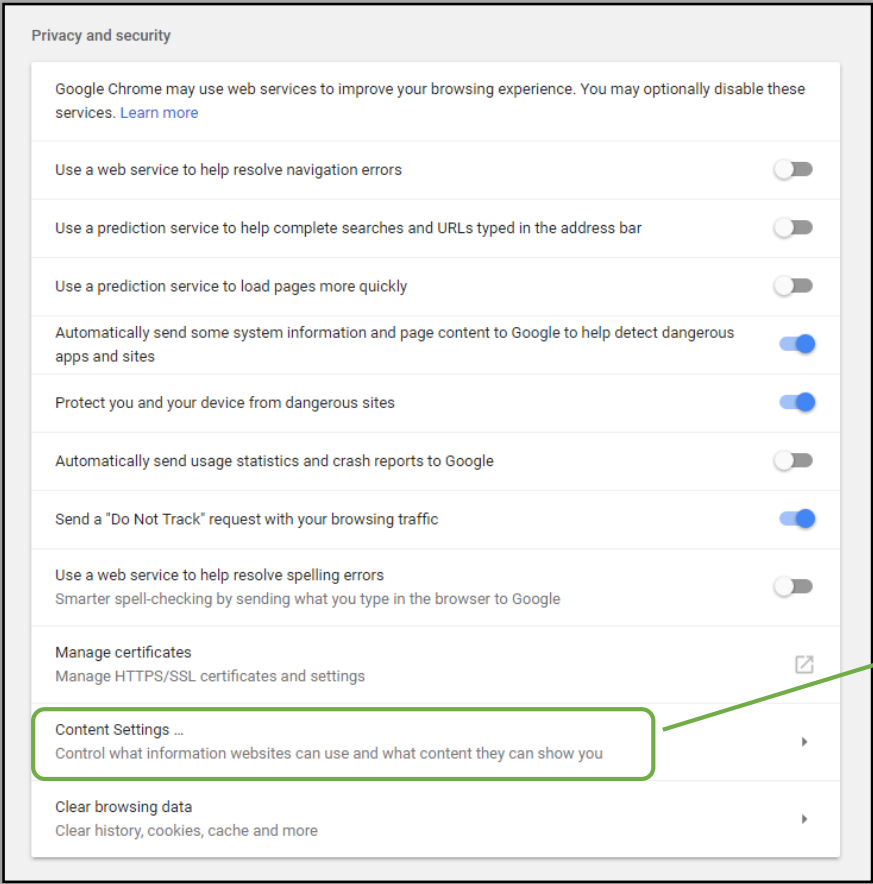 Privacy and security
Google Chrome may use web services to improve your browsing experience. You may optionally disable these
services. Learn more
Use a web service to help resolve navigation errors
Use a prediction service to help complete searches and URLs typed in the address bar
Use a prediction service to load pages more quickly
Automatically send some system information and page content to Google to help detect dangerous
apps and sites
Protect you and your device from dangerous sites
Automatically send usage statistics and crash reports to Google
Send a "Do Not Track" request with your browsing traffic
Use a web service to help resolve spelling errors
Smarter spell-checking by sending what you type in the browser to Google
Manage certificates
Manage HTTPS/SSL certificates and settings
Content Settings ...
Control what information websites can use and what content they can show you
Clear browsing data
Clear history, cookies, cache and more